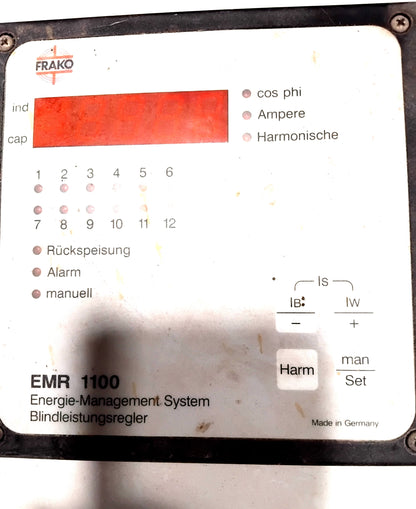 FRAKO
ind
cap
cos phi
Ampere
Harmonische
1 2 3 4 5 6
7 8 9 10 11 12
Rückspeisung
Alarm
manuell
Is
IB: IW
− +
Harm man
Set
EMR 1100
Energie-Management System
Blindleistungsregler
Made in Germany